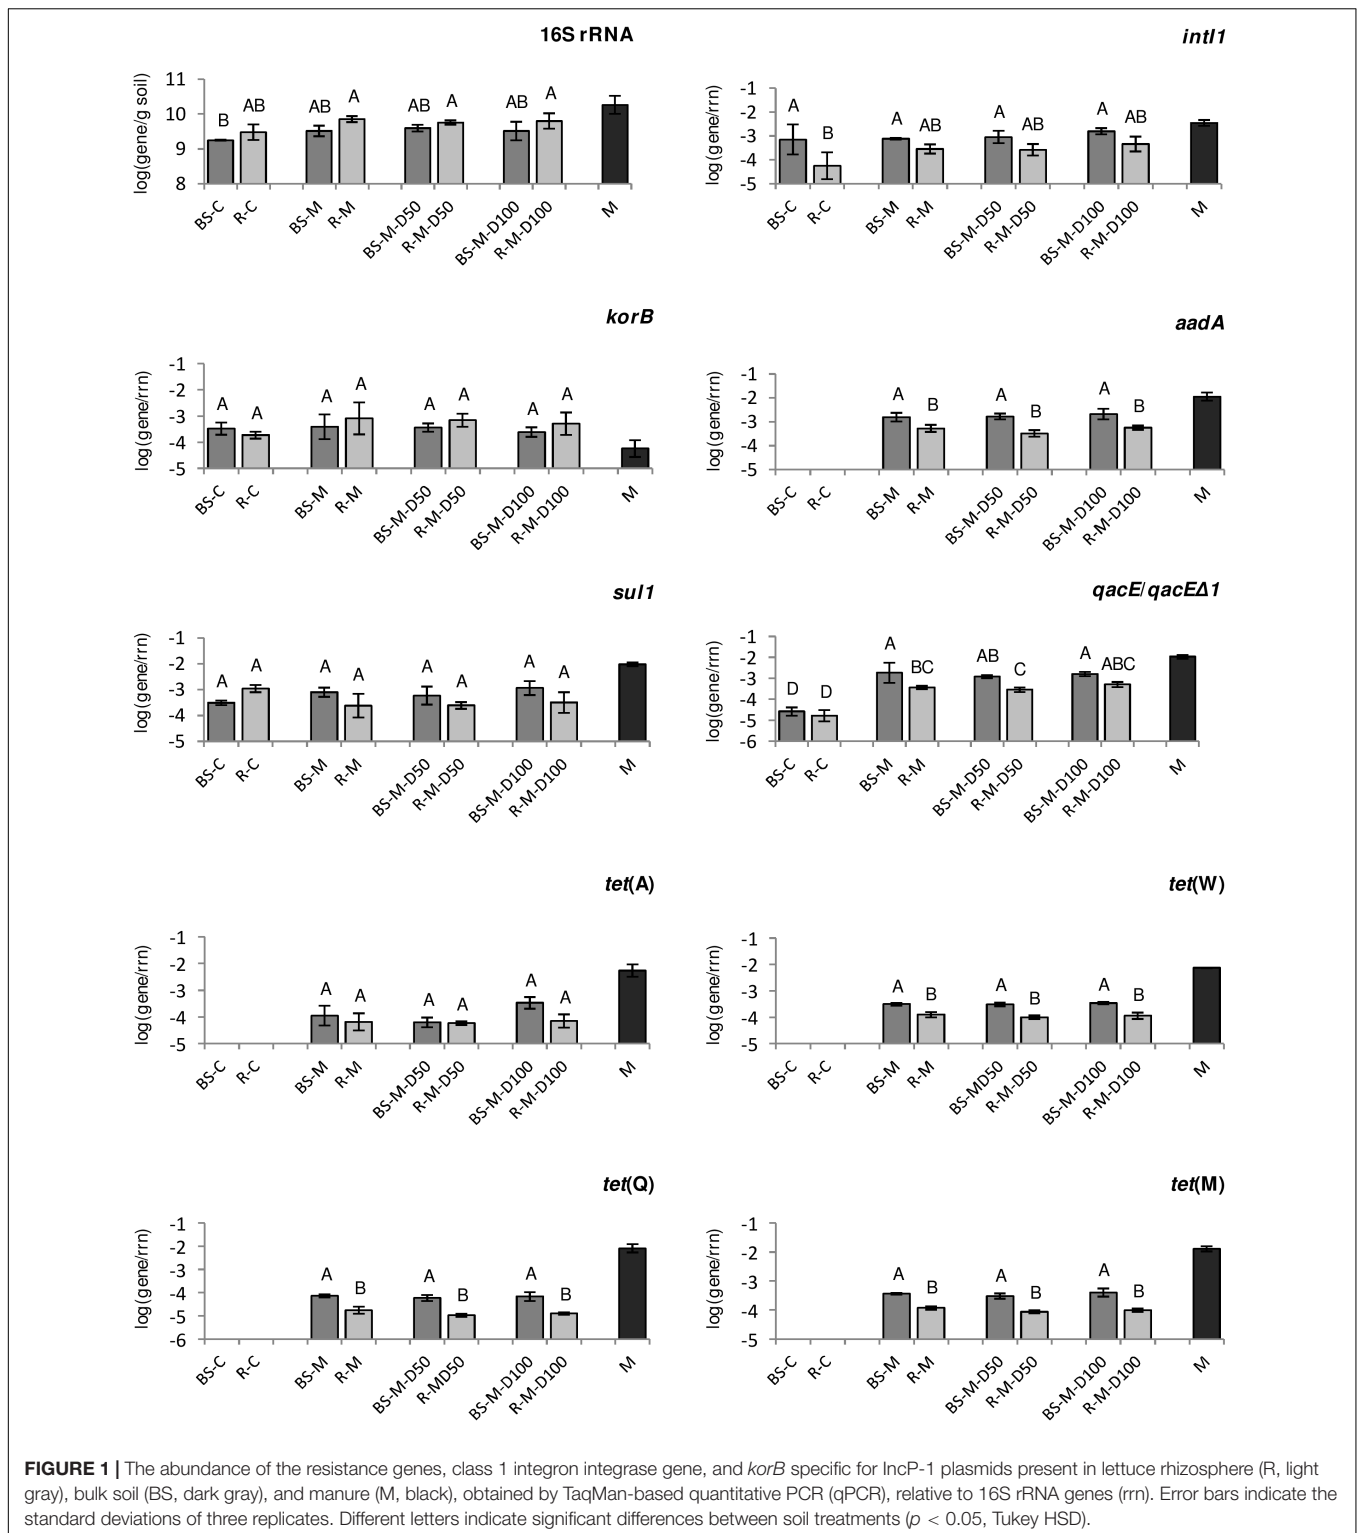 16S rRNA
log(gene/g soil)
11
10
9
8
B
AB
AB
A
AB
A
AB
A
BS-C
R-C
BS-M
R-M
BS-M-D50
R-M-D50
BS-M-D100
R-M-D100
M
intI1
log(gene/rrn)
-1
-2
-3
-4
-5
A
B
A
AB
A
AB
A
AB
BS-C
R-C
BS-M
R-M
BS-M-D50
R-M-D50
BS-M-D100
R-M-D100
M
korB
log(gene/rrn)
-1
-2
-3
-4
-5
A
A
A
A
A
A
A
A
BS-C
R-C
BS-M
R-M
BS-M-D50
R-M-D50
BS-M-D100
R-M-D100
M
aadA
log(gene/rrn)
-1
-2
-3
-4
-5
A
B
A
B
A
B
BS-C
R-C
BS-M
R-M
BS-M-D50
R-M-D50
BS-M-D100
R-M-D100
M
sul1
log(gene/rrn)
-1
-2
-3
-4
-5
A
A
A
A
A
A
A
A
BS-C
R-C
BS-M
R-M
BS-M-D50
R-M-D50
BS-M-D100
R-M-D100
M
qacE/qacEΔ1
log(gene/rrn)
-1
-2
-3
-4
-5
-6
D
D
A
BC
AB
C
A
ABC
BS-C
R-C
BS-M
R-M
BS-M-D50
R-M-D50
BS-M-D100
R-M-D100
M
tet(A)
log(gene/rrn)
-1
-2
-3
-4
-5
A
A
A
A
A
A
BS-C
R-C
BS-M
R-M
BS-M-D50
R-M-D50
BS-M-D100
R-M-D100
M
tet(W)
log(gene/rrn)
-1
-2
-3
-4
-5
A
B
A
B
A
B
BS-C
R-C
BS-M
R-M
BS-MD50
R-M-D50
BS-M-D100
R-M-D100
M
tet(Q)
log(gene/rrn)
-1
-2
-3
-4
-5
-6
A
B
A
B
A
B
BS-C
R-C
BS-M
R-M
BS-M-D50
R-MD50
BS-M-D100
R-M-D100
M
tet(M)
log(gene/rrn)
-1
-2
-3
-4
-5
A
B
A
B
A
B
BS-C
R-C
BS-M
R-M
BS-M-D50
R-M-D50
BS-M-D100
R-M-D100
M
FIGURE 1 | The abundance of the resistance genes, class 1 integron integrase gene, and korB specific for IncP-1 plasmids present in lettuce rhizosphere (R, light
gray), bulk soil (BS, dark gray), and manure (M, black), obtained by TaqMan-based quantitative PCR (qPCR), relative to 16S rRNA genes (rrn). Error bars indicate the
standard deviations of three replicates. Different letters indicate significant differences between soil treatments (p < 0.05, Tukey HSD).